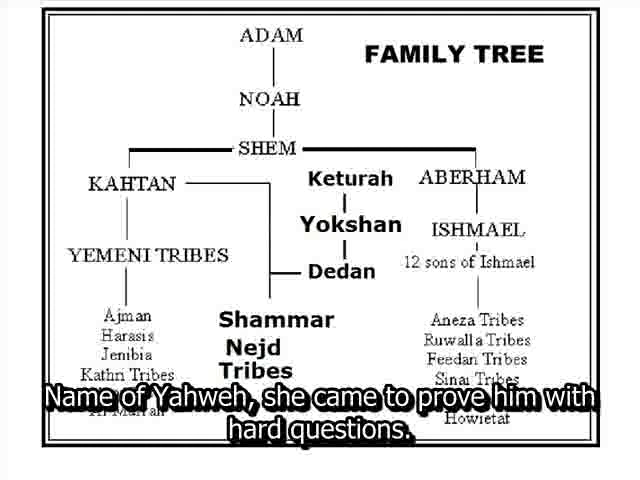 ADAM
FAMILY TREE
NOAH
SHEM
KAHTAN
Keturah
ABERHAM
Yokshan
ISHMAEL
YEMENI TRIBES
Dedan
12 sons of Ishmael
Ajman
Harasis
Jenibia
Kathri Tribes
Shammar
Nejd
Tribes
Aneza Tribes
Ruwalla Tribes
Feedan Tribes
Sinai Tribes
Howietat
Name of Yahweh, she came to prove him with
hard questions.